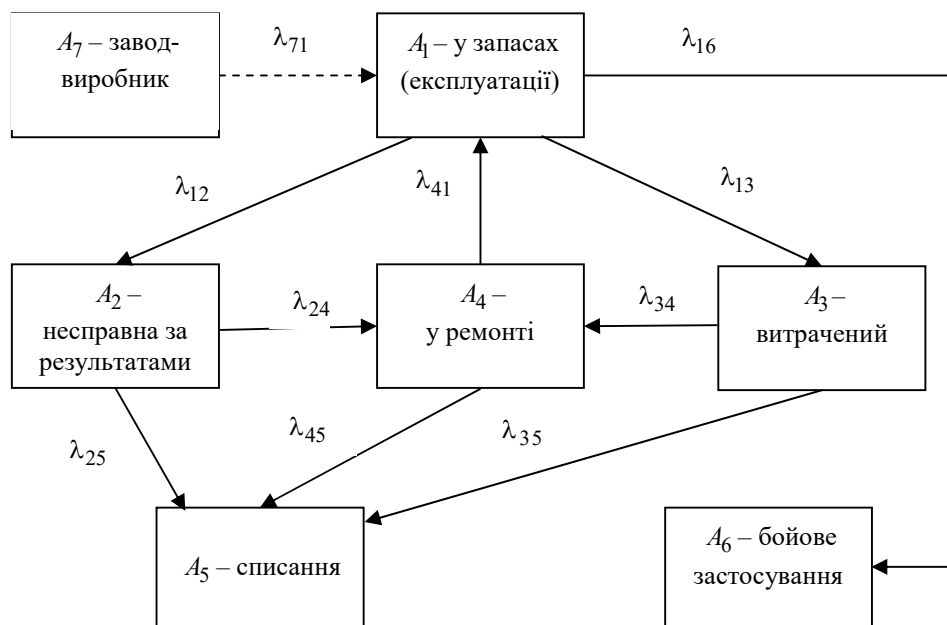 A7 – завод-
виробник
λ71
A1 – у запасах
(експлуатації)
λ16
λ12
λ41
λ13
A2 –
несправна за
результатами
λ24
A4 –
у ремонті
λ34
A3 –
витрачений
λ25
λ45
λ35
A5 – списання
A6 – бойове
застосування